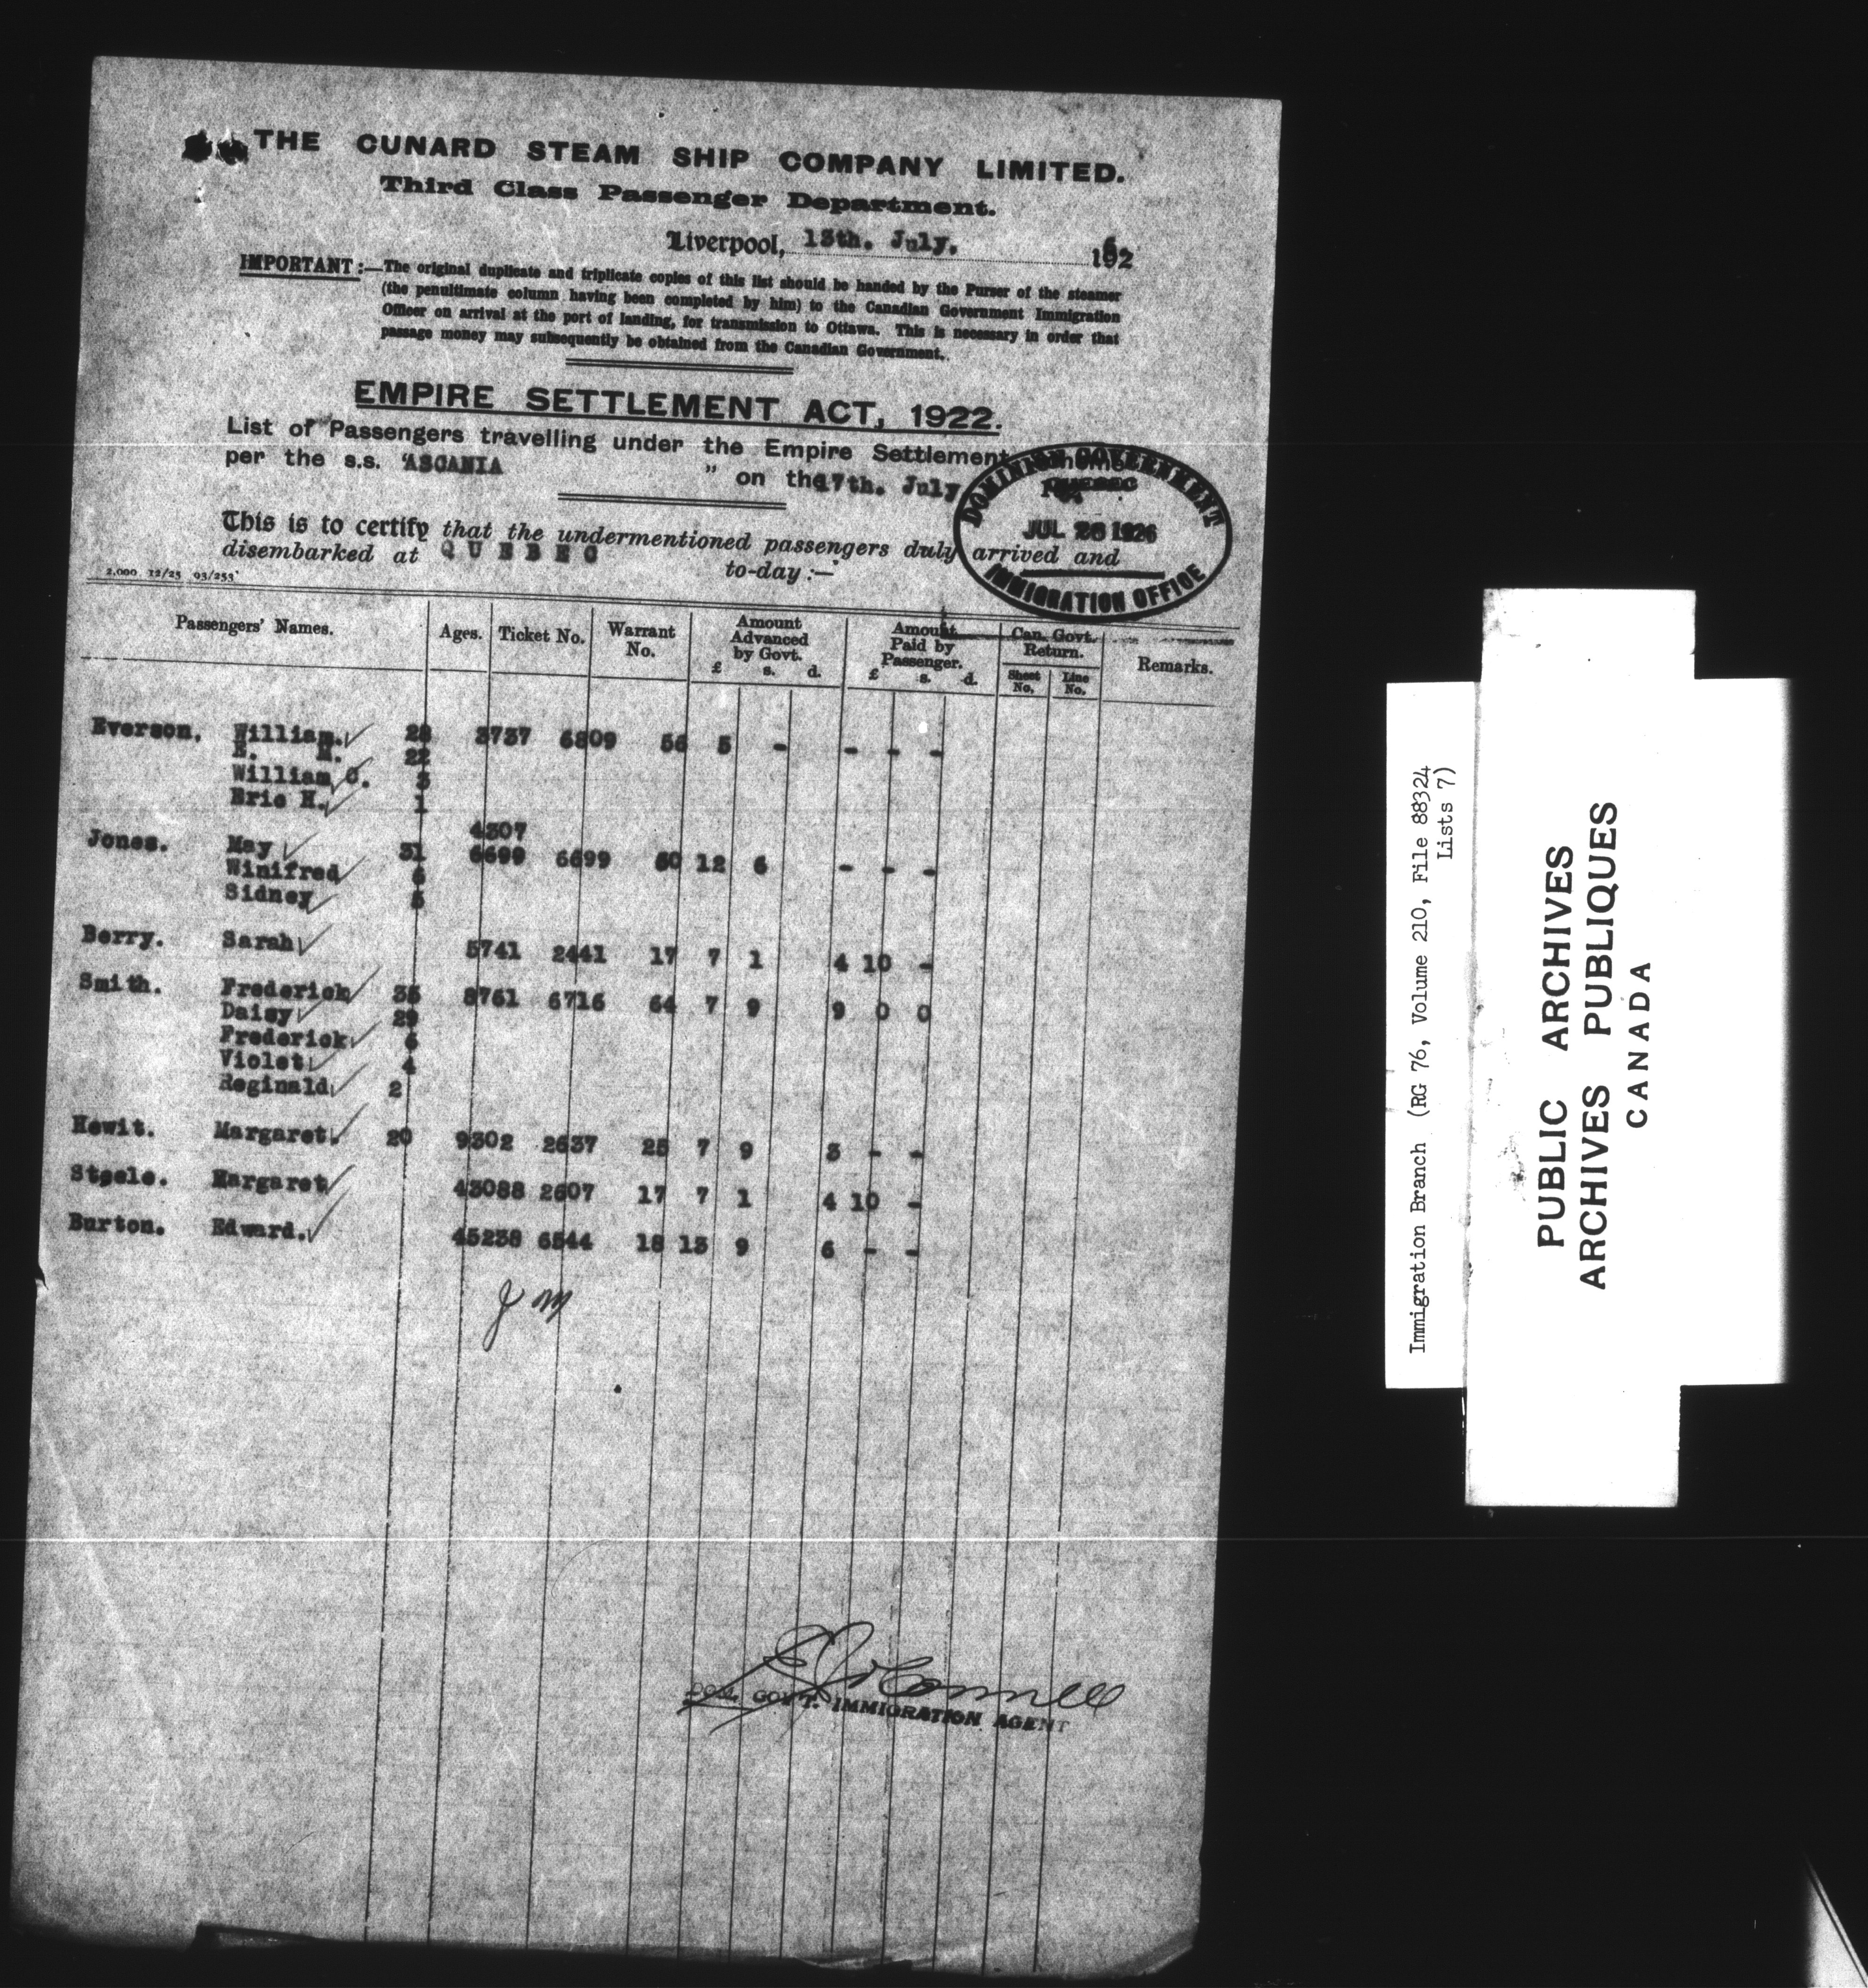 THE CUNARD STEAM SHIP COMPANY LIMITED.
Third Class Passenger Department.
Liverpool, 13th. July. 1926
IMPORTANT:—The original duplicate and triplicate copies of this list should be handed by the Purser of the steamer
(the penultimate column having been completed by him) to the Canadian Government Immigration
Officer on arrival at the port of landing, for transmission to Ottawa. This is necessary in order that
passage money may subsequently be obtained from the Canadian Government.
EMPIRE SETTLEMENT ACT, 1922.
List of Passengers travelling under the Empire Settlement
per the s.s. "ASCANIA " on the 17th. July
DOMINION GOVERNMENT
QUEBEC
JUL 26 1926
IMMIGRATION OFFICE
This is to certify that the undermentioned passengers duly arrived and
disembarked at QUEBEC to-day :—
2,000 12/25 93/253
Passengers' Names. Ages. Ticket No. Warrant No. Amount Advanced by Govt. £ s. d. Amount Paid by Passenger. £ s. d. Can. Govt. Return. Sheet No. Line No. Remarks.
Everson. William. 28 3737 6809 56 5 - - - -
E. M. 22
William C. 3
Eric H. 1
4307
Jones. May 31 6699 6699 60 12 6 - - -
Winifred 6
Sidney 5
Berry. Sarah 5741 2441 17 7 1 4 10 -
Smith. Frederick 35 8761 6716 64 7 9 9 0 0
Daisy 29
Frederick 6
Violet 4
Reginald 2
Hewit. Margaret. 20 9302 2637 25 7 9 3 - -
Steele. Margaret 43088 2607 17 7 1 4 10 -
Burton. Edward. 45238 6544 18 13 9 6 - -
J M
DOM. GOV'T. IMMIGRATION AGENT
Immigration Branch (RG 76, Volume 210, File 88324
Lists 7)
PUBLIC ARCHIVES
ARCHIVES PUBLIQUES
CANADA